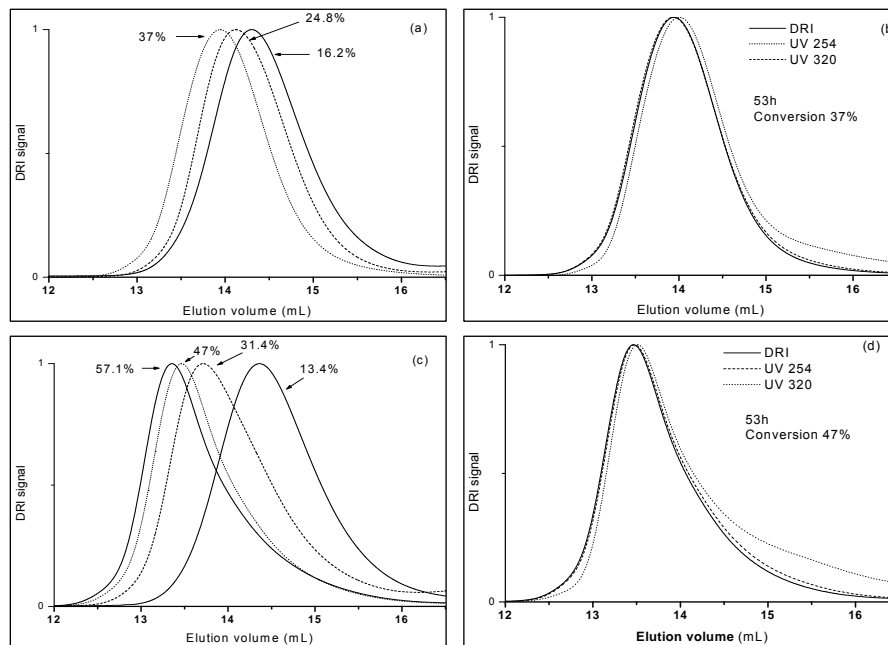 (a)
24.8%
37%
16.2%
1
DRI signal
0
12 13 14 15 16
Elution volume (mL)
(b)
DRI
UV 254
UV 320
53h
Conversion 37%
1
DRI signal
0
12 13 14 15 16
Elution volume (mL)
(c)
31.4%
47%
57.1%
13.4%
1
DRI signal
0
12 13 14 15 16
Elution volume (mL)
(d)
DRI
UV 254
UV 320
53h
Conversion 47%
1
DRI signal
0
12 13 14 15 16
Elution volume (mL)